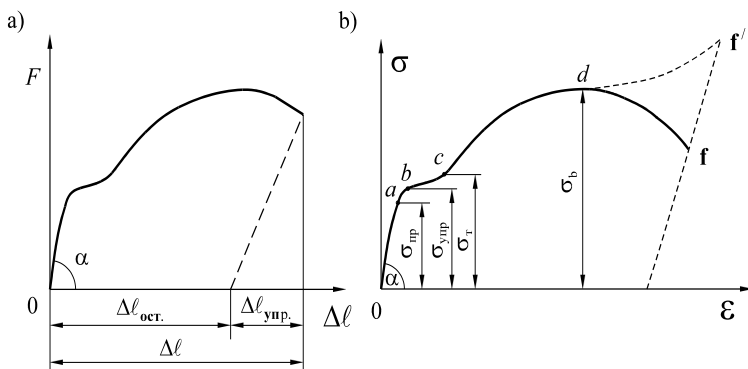 а)
F
α
0
Δℓ
Δℓост.
Δℓупр.
Δℓ
б)
σ
f /
d
c
b
a
f
σпр
σупр
σт
σb
α
0
ε